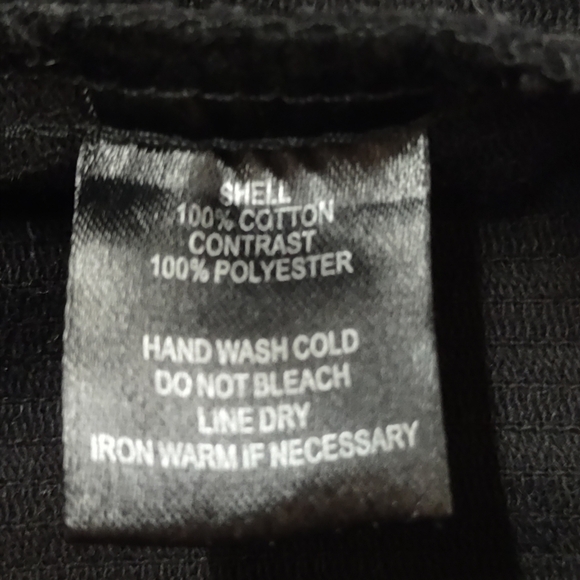 SHELL
100% COTTON
CONTRAST
100% POLYESTER
HAND WASH COLD
DO NOT BLEACH
LINE DRY
IRON WARM IF NECESSARY